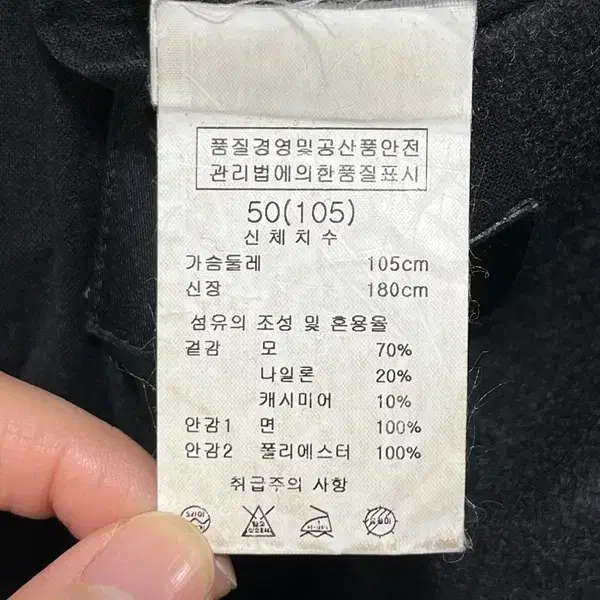 품질경영및공산품안전
관리법에의한품질표시
50(105)
신체치수
가슴둘레 105cm
신장 180cm
섬유의 조성 및 혼용율
겉감 모 70%
나일론 20%
캐시미어 10%
안감1 면 100%
안감2 폴리에스터 100%
취급주의 사항
드라이